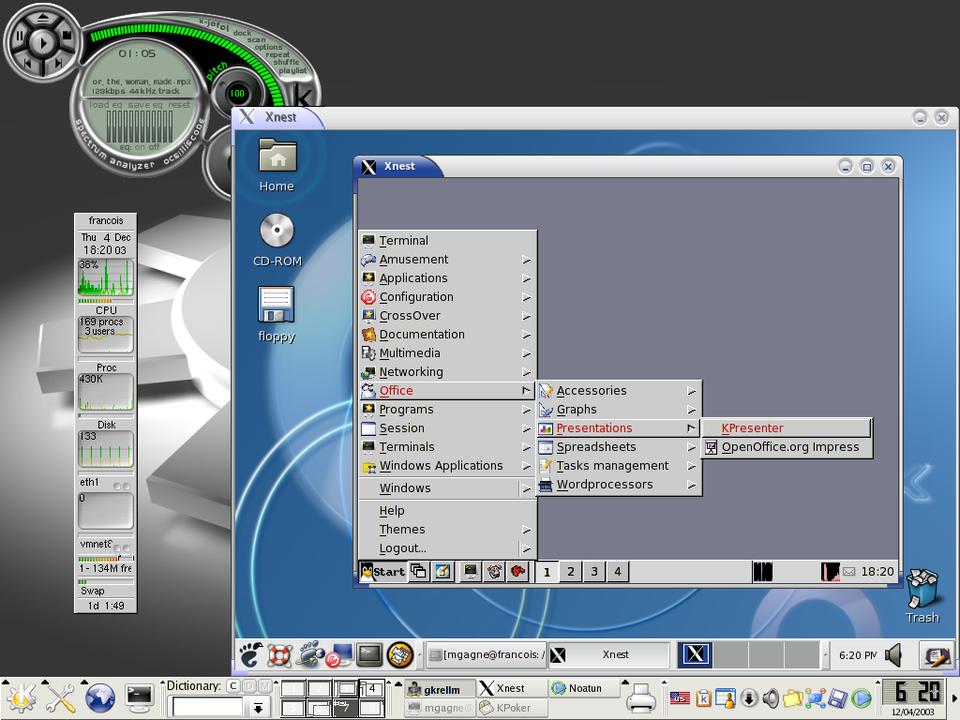 k-jofol
dock
scan
options
repeat
shuffle
playlist
01:05
pitch
100
or, the, woman, made.mp3
128kbps 44kHz track
load eq save eq reset
eq: on off
spectrum analyzer oscilliscope
k
Xnest
Home
CD-ROM
floppy
Xnest
francois
Thu 4 Dec
18:20 03
38%
CPU
169 procs
3 users
Proc
430K
Disk
133
eth1
0
vmnet8
1- 134M fre
Swap
1d 1:49
Terminal
Amusement
Applications
Configuration
CrossOver
Documentation
Multimedia
Networking
Office
Programs
Session
Terminals
Windows Applications
Windows
Help
Themes
Logout...
Accessories
Graphs
Presentations
Spreadsheets
Tasks management
Wordprocessors
KPresenter
OpenOffice.org Impress
Start
1 2 3 4
18:20
Trash
[mgagne@francois: /
Xnest
6:20 PM
Dictionary: C D N
4
7
gkrellm
Xnest
Noatun
mgagne@
KPoker
6 20
12/04/2003